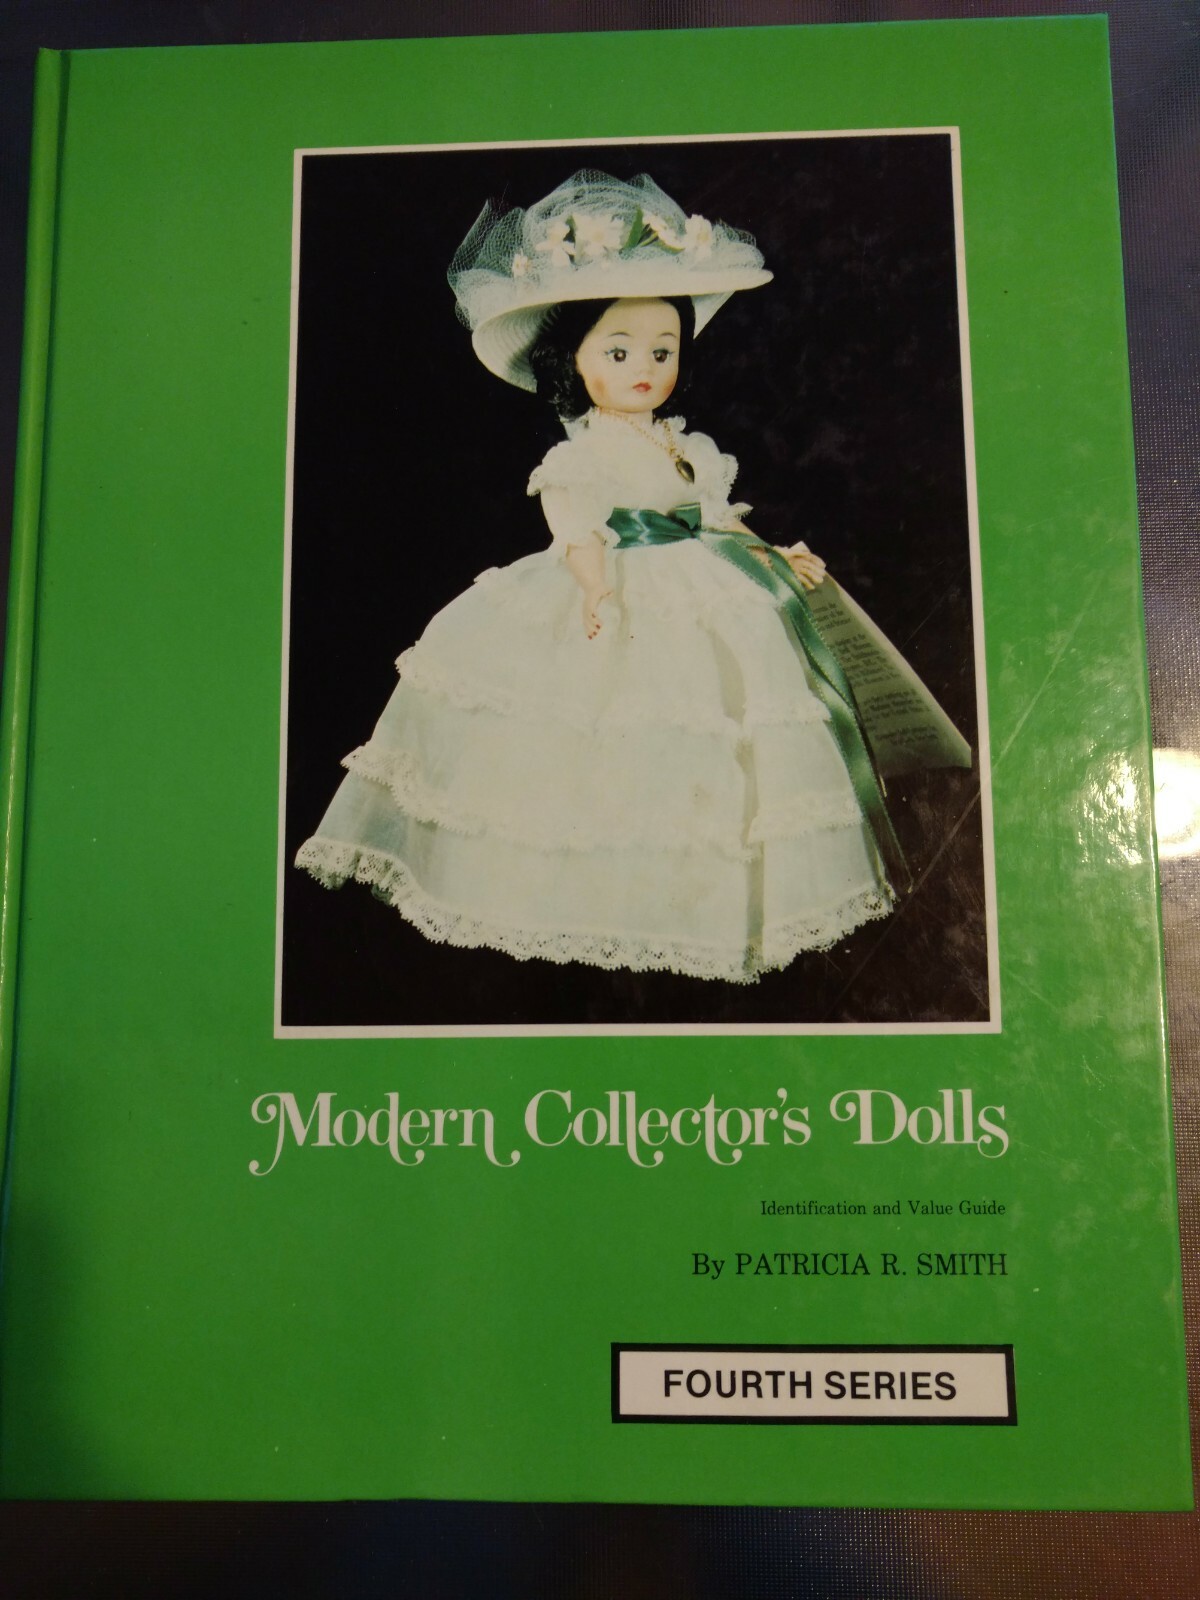 Modern Collector's Dolls
Identification and Value Guide
By PATRICIA R. SMITH
FOURTH SERIES